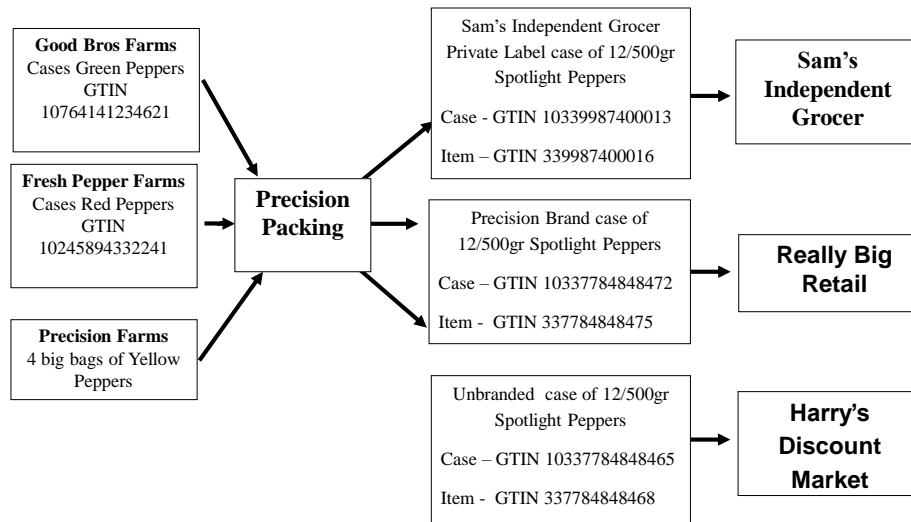 Good Bros Farms
Cases Green Peppers
GTIN
10764141234621
Fresh Pepper Farms
Cases Red Peppers
GTIN
10245894332241
Precision Farms
4 big bags of Yellow
Peppers
Precision
Packing
Sam's Independent Grocer
Private Label case of 12/500gr
Spotlight Peppers
Case - GTIN 10339987400013
Item – GTIN 339987400016
Precision Brand case of
12/500gr Spotlight Peppers
Case – GTIN 10337784848472
Item - GTIN 337784848475
Unbranded case of 12/500gr
Spotlight Peppers
Case – GTIN 10337784848465
Item - GTIN 337784848468
Sam's
Independent
Grocer
Really Big
Retail
Harry's
Discount
Market